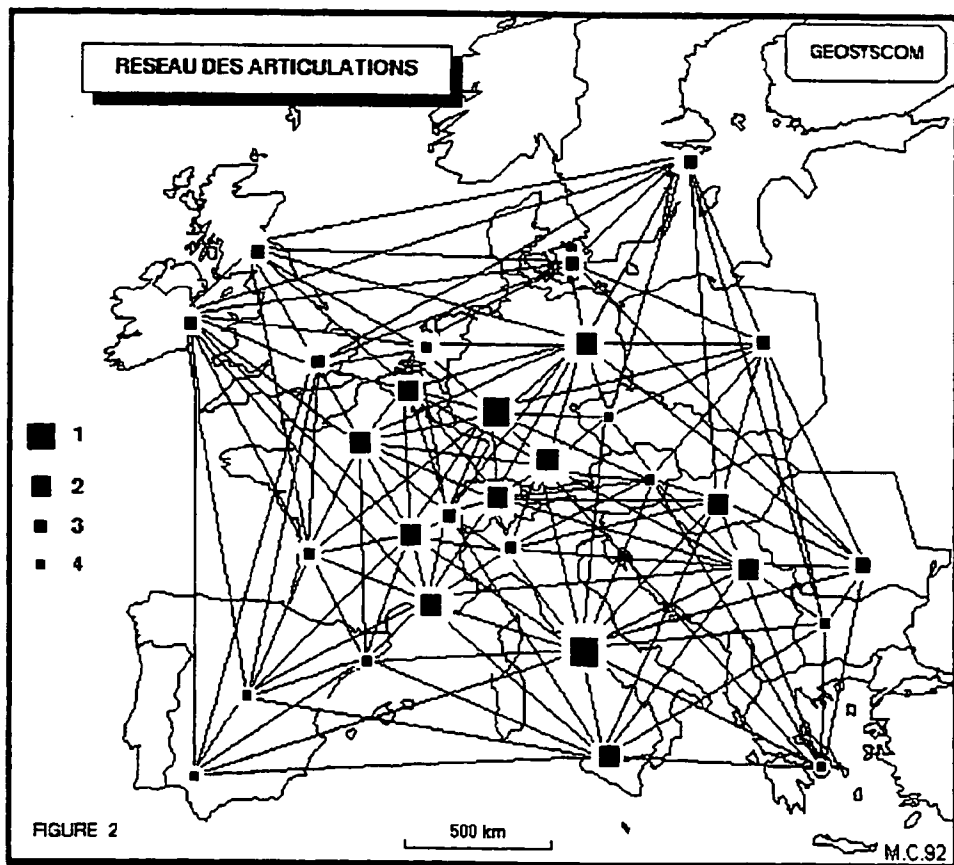 RESEAU DES ARTICULATIONS
GEOSTSCOM
1
2
3
4
FIGURE 2
500 km
M.C.92